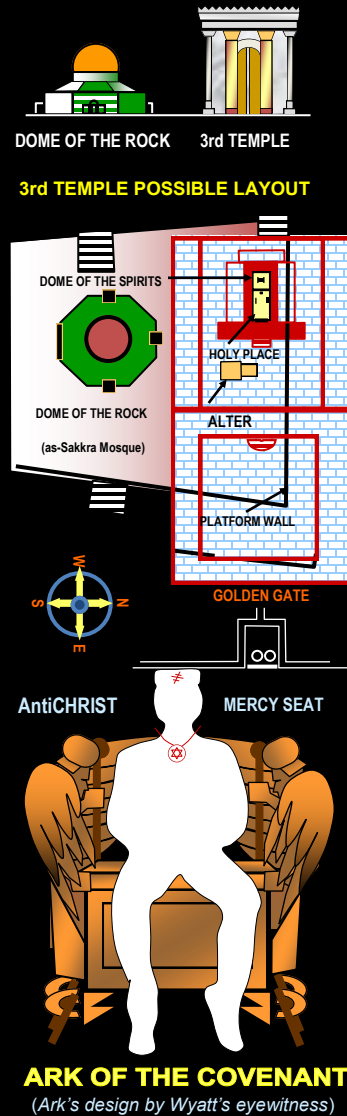 DOME OF THE ROCK 3rd TEMPLE
3rd TEMPLE POSSIBLE LAYOUT
DOME OF THE SPIRITS
HOLY PLACE
DOME OF THE ROCK
(as-Sakkra Mosque)
ALTER
PLATFORM WALL
GOLDEN GATE
W
S
N
E
AntiCHRIST
MERCY SEAT
ARK OF THE COVENANT
(Ark's design by Wyatt's eyewitness)